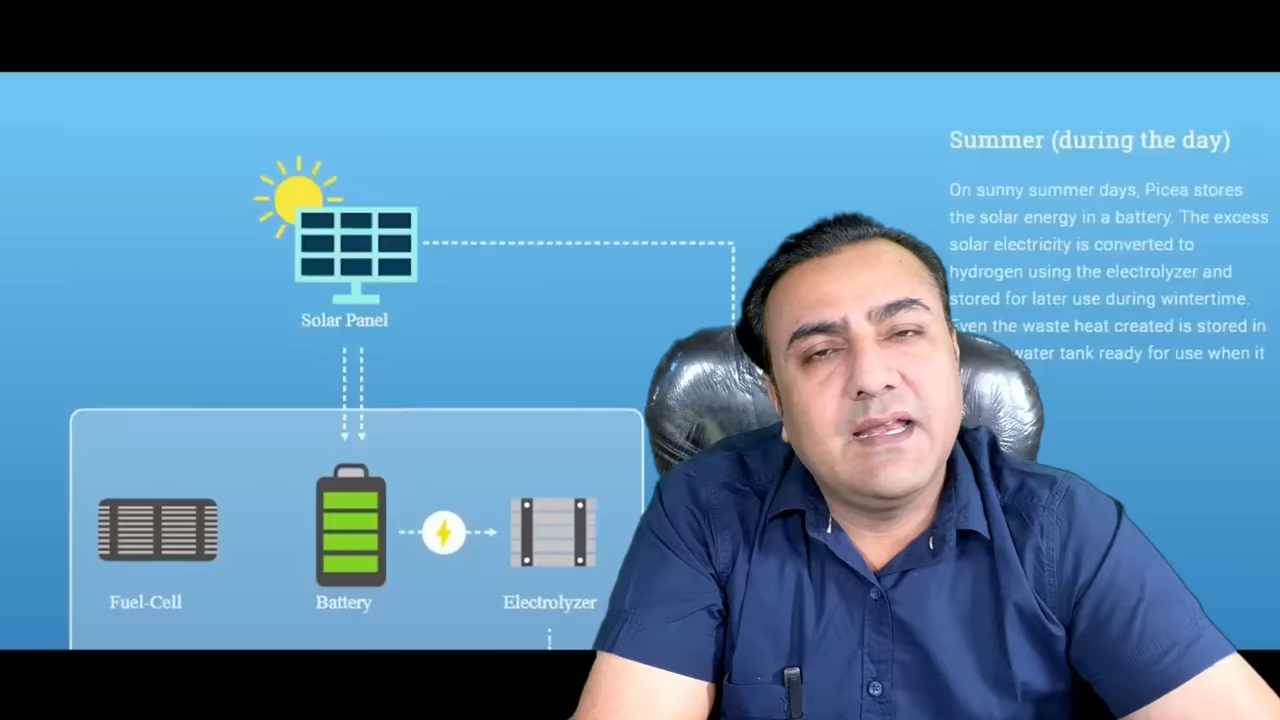 Summer (during the day)
On sunny summer days, Picea stores
the solar energy in a battery. The excess
solar electricity is converted to
hydrogen using the electrolyzer and
stored for later use during wintertime.
Even the waste heat created is stored in
water tank ready for use when it
Solar Panel
Fuel-Cell
Battery
Electrolyzer